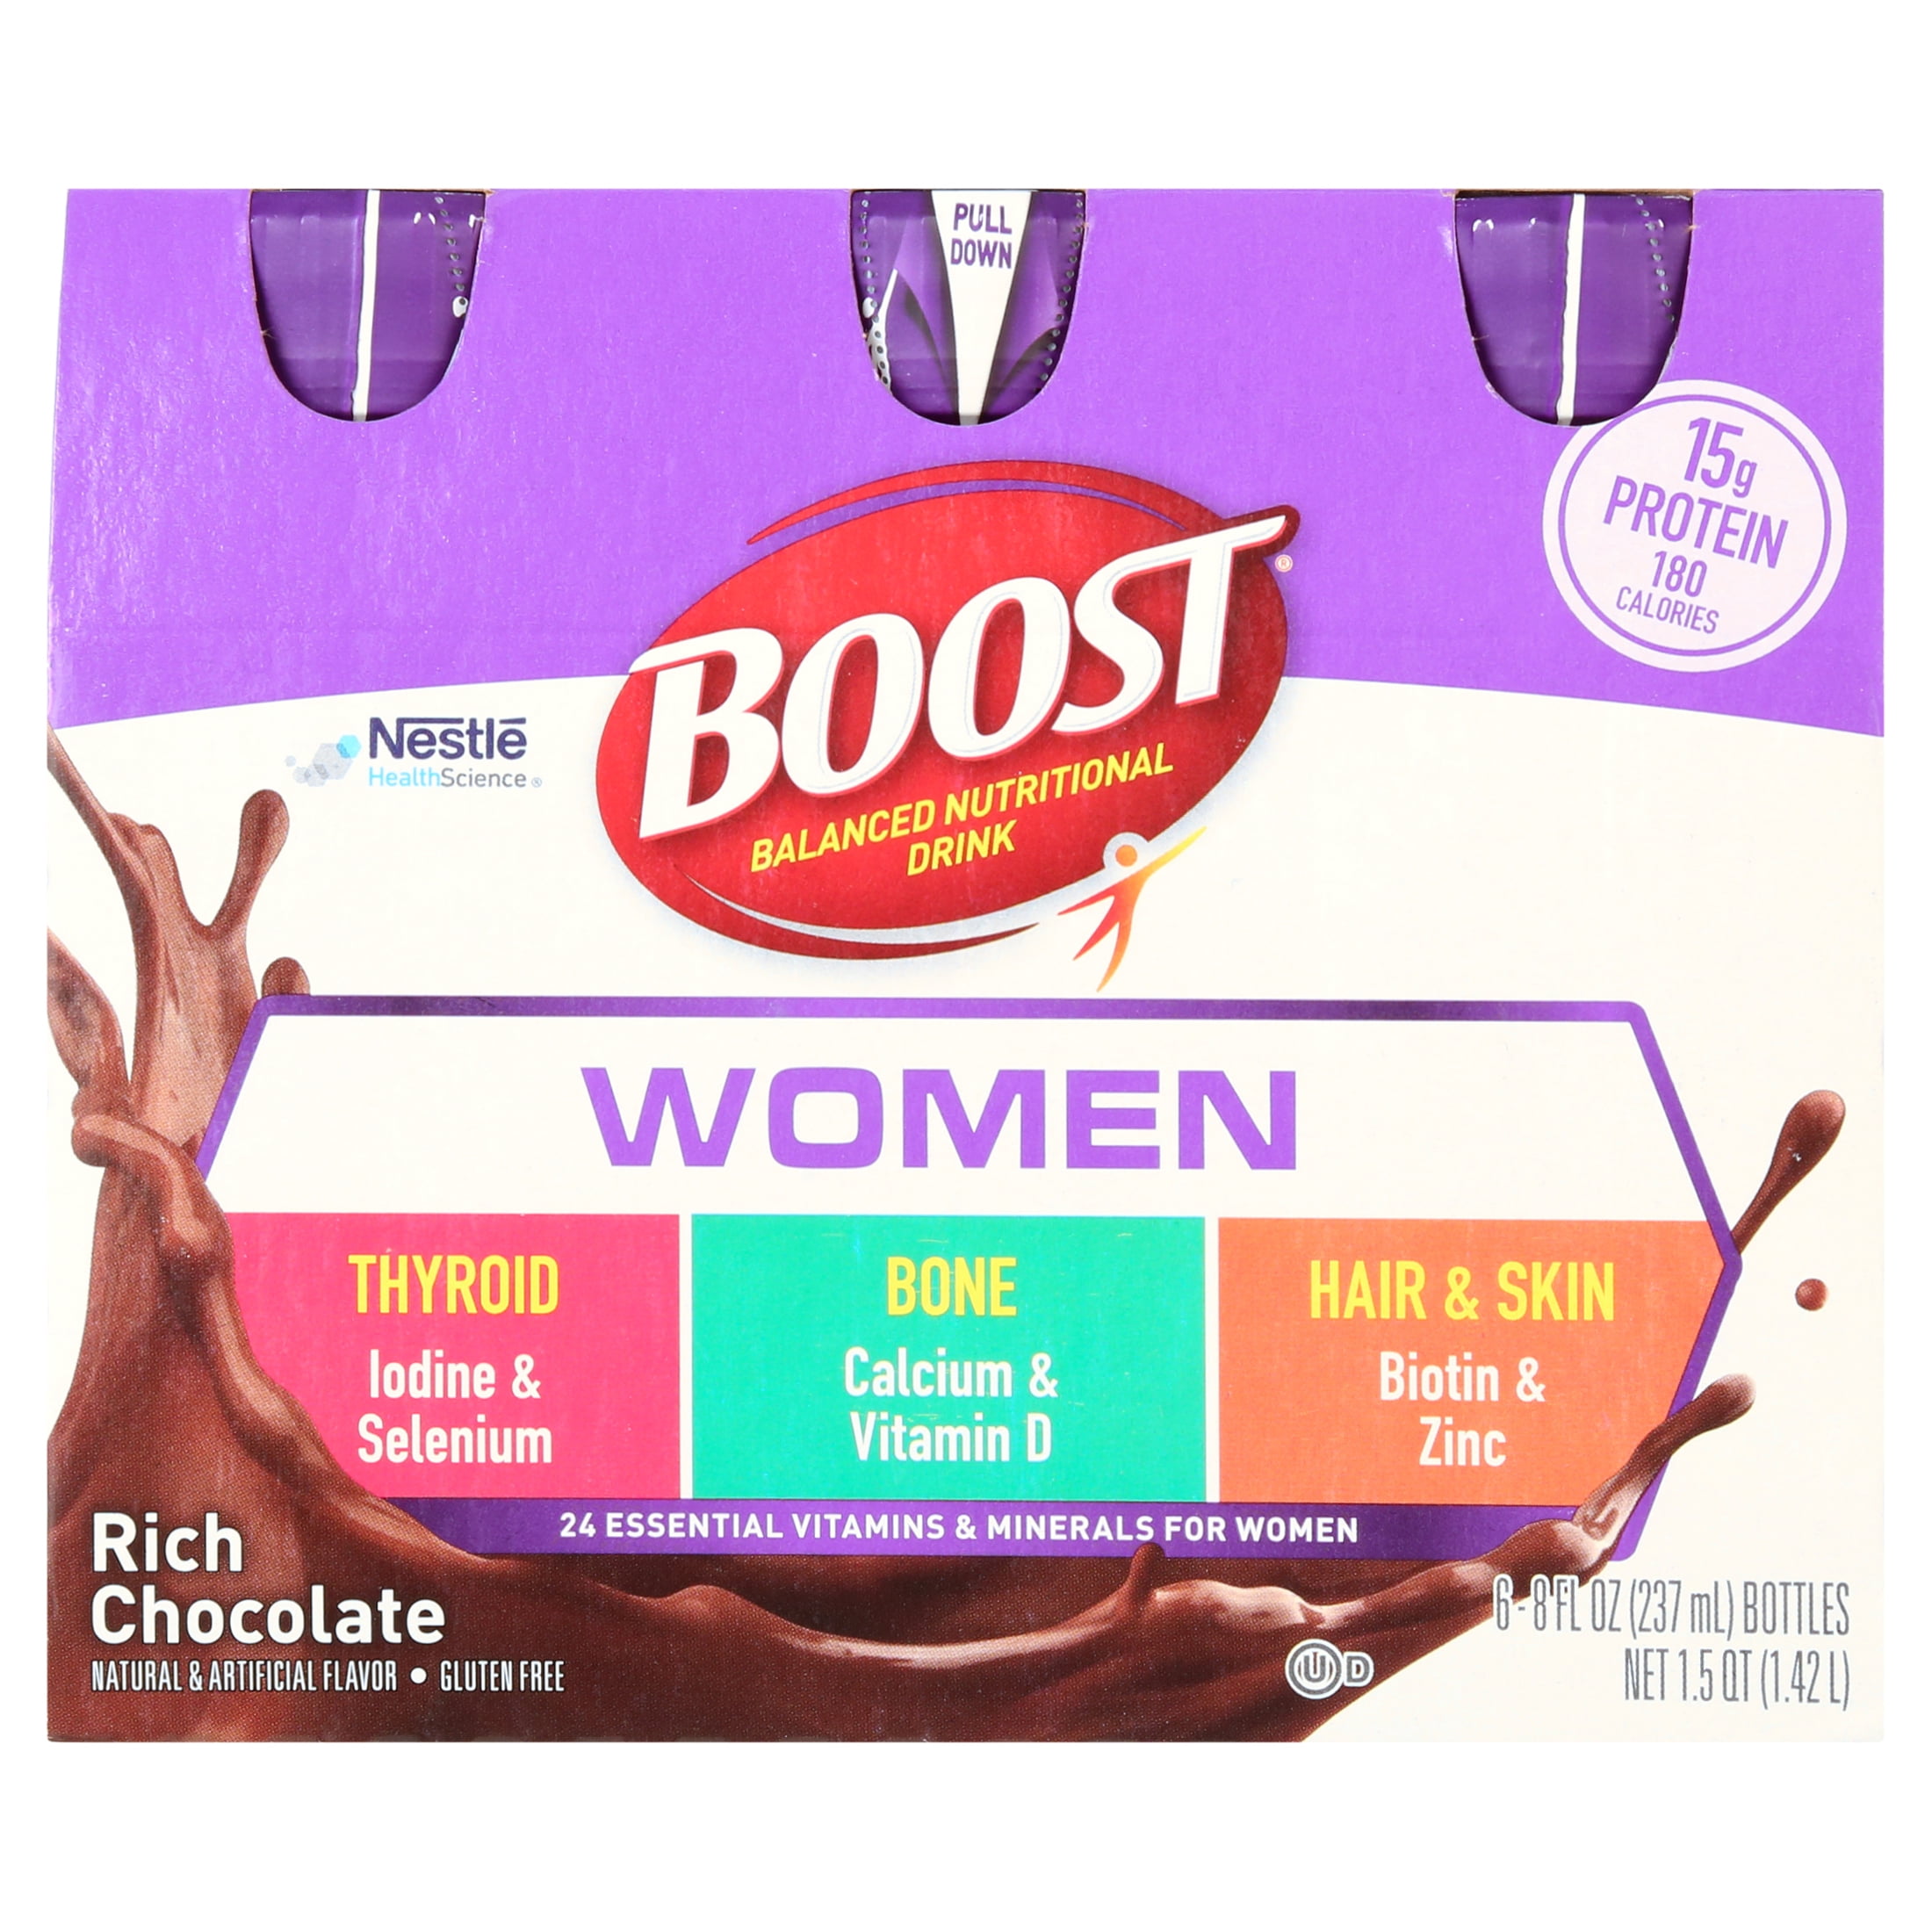 PULL
DOWN
15g
PROTEIN
180
CALORIES
Nestlé
HealthScience®
BOOST®
BALANCED NUTRITIONAL
DRINK
WOMEN
THYROID
Iodine &
Selenium
BONE
Calcium &
Vitamin D
HAIR & SKIN
Biotin &
Zinc
24 ESSENTIAL VITAMINS & MINERALS FOR WOMEN
Rich
Chocolate
NATURAL & ARTIFICIAL FLAVOR • GLUTEN FREE
U D
6-8 FL OZ (237 mL) BOTTLES
NET 1.5 QT (1.42 L)